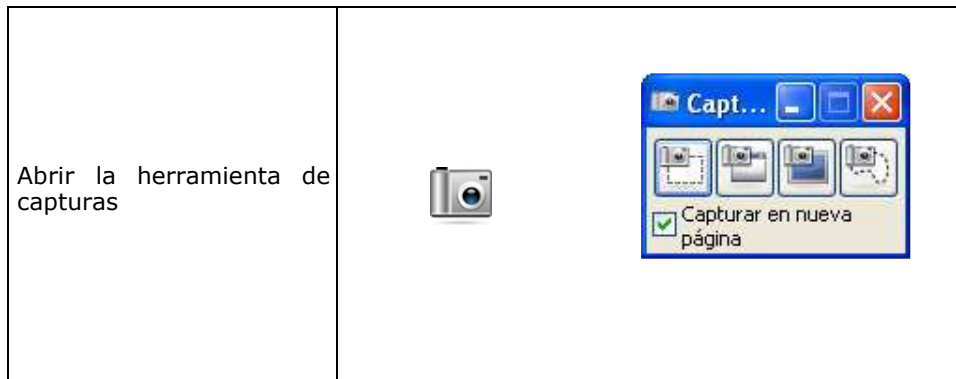 Abrir la herramienta de
capturas
Capt...
Capturar en nueva
página